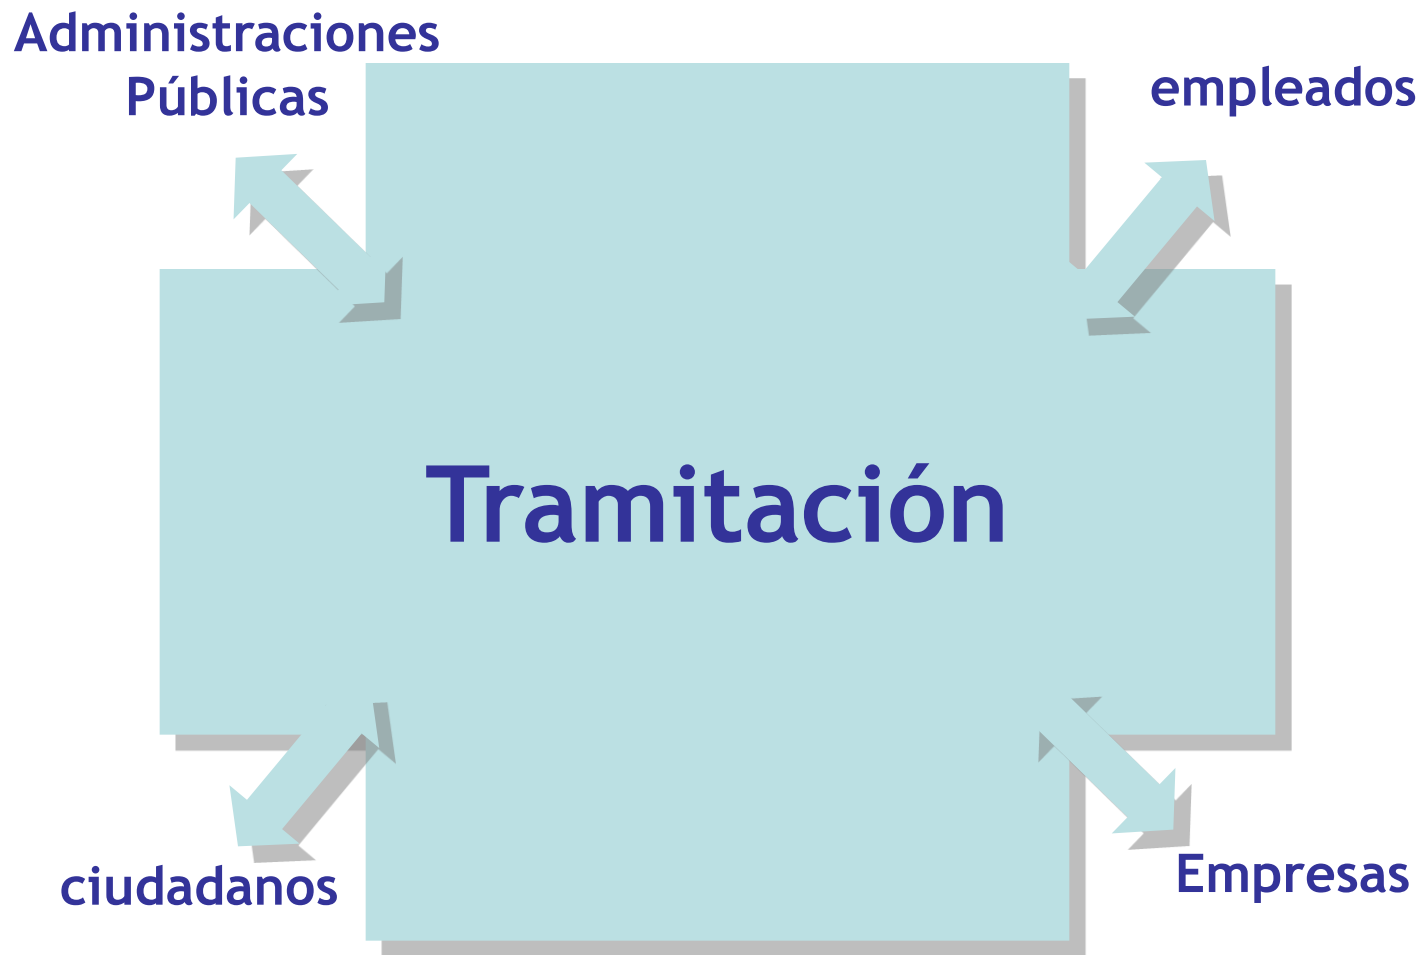 Administraciones
Públicas
empleados
Tramitación
ciudadanos
Empresas